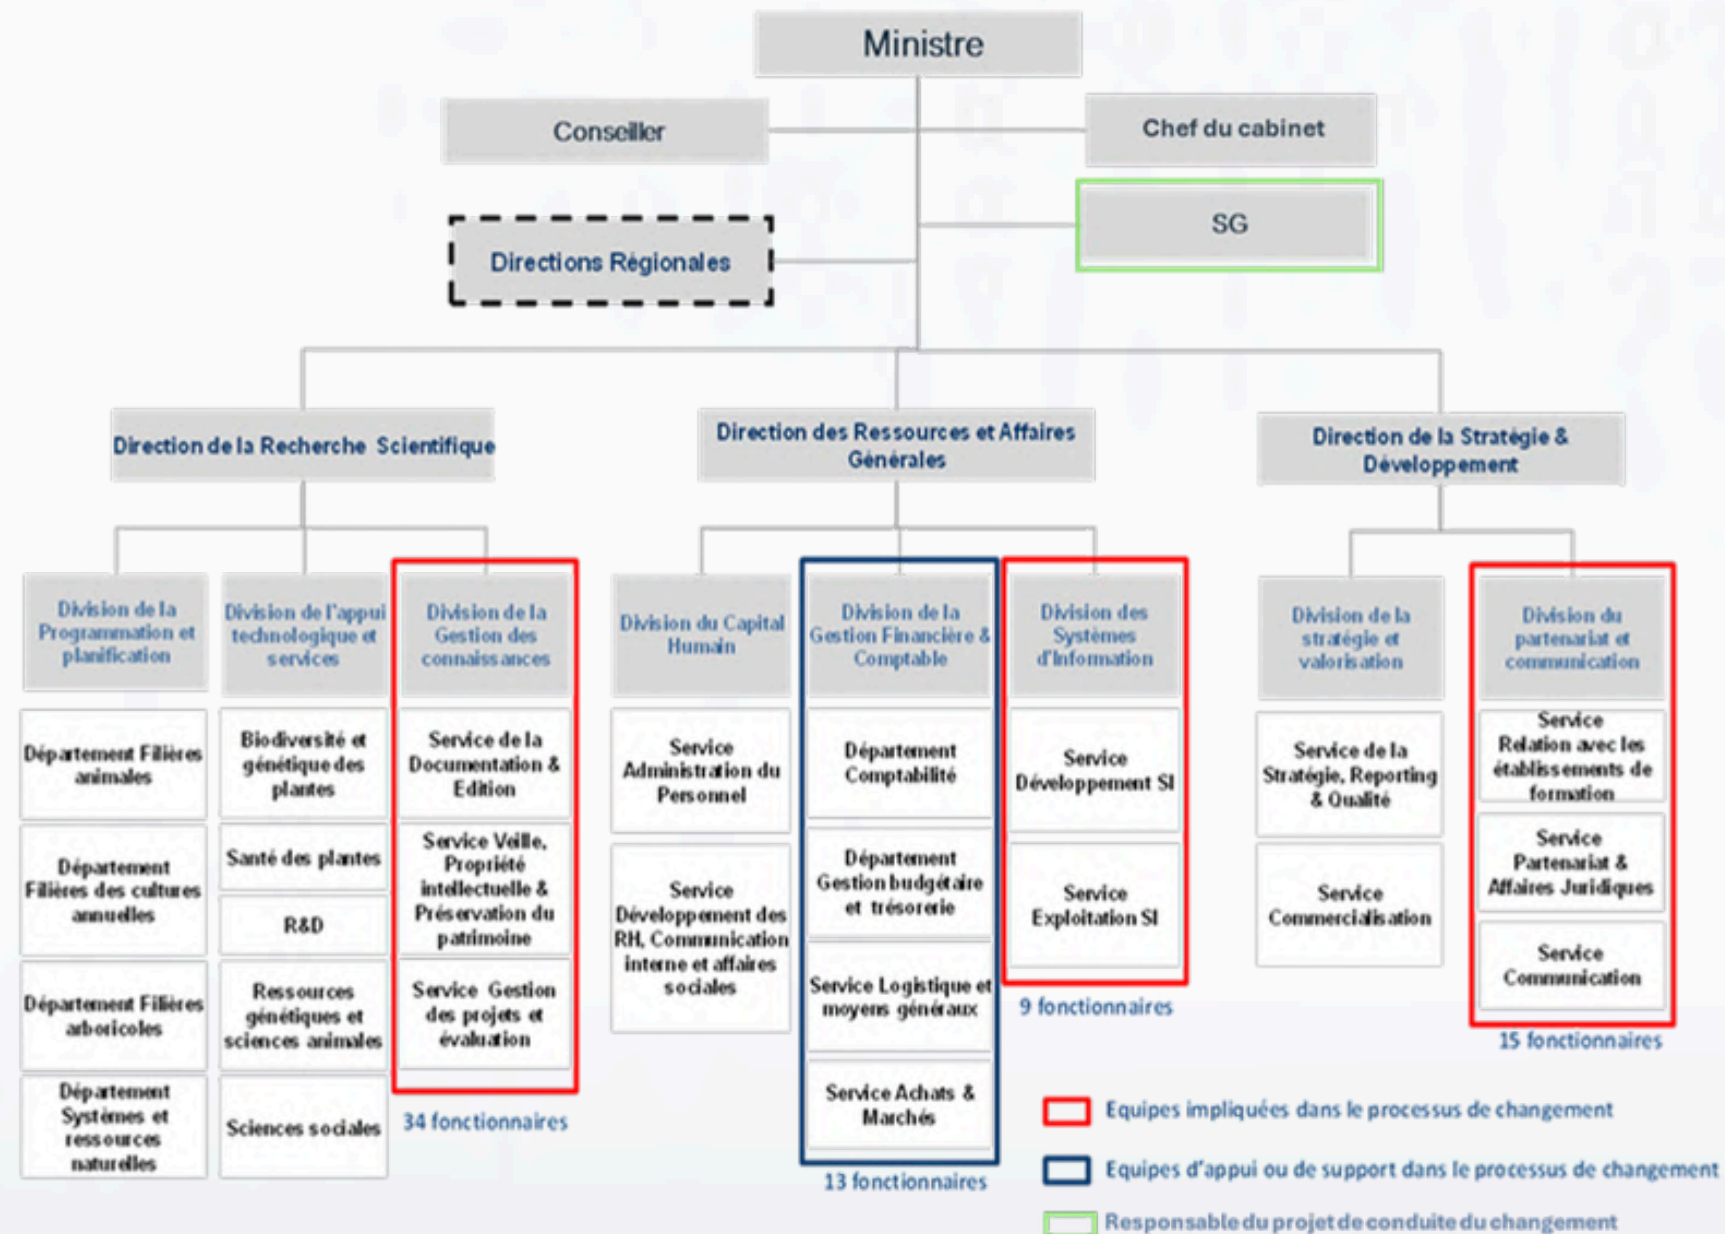 Ministre
Conseiller
Chef du cabinet
SG
Directions Régionales
Direction de la Recherche Scientifique
Direction des Ressources et Affaires
Générales
Direction de la Stratégie &
Développement
Division de la
Programmation et
planification
Division de l'appui
technologique et
services
Division de la
Gestion des
connaissances
Division du Capital
Humain
Division de la
Gestion Financière &
Comptable
Division des
Systèmes
d'Information
Division de la
stratégie et
valorisation
Division du
partenariat et
communication
Département Filières
animales
Département
Filières des cultures
annuelles
Département Filières
arboricoles
Département
Systèmes et
ressources
naturelles
Biodiversité et
génétique des
plantes
Santé des plantes
R&D
Ressources
génétiques et
sciences animales
Sciences sociales
Service de la
Documentation &
Edition
Service Veille,
Propriété
intellectuelle &
Préservation du
patrimoine
Service Gestion
des projets et
évaluation
34 fonctionnaires
Service
Administration du
Personnel
Service
Développement des
RH, Communication
interne et affaires
sociales
Département
Comptabilité
Département
Gestion budgétaire
et trésorerie
Service Logistique et
moyens généraux
Service Achats &
Marchés
13 fonctionnaires
Service
Développement SI
Service
Exploitation SI
9 fonctionnaires
Service de la
Stratégie, Reporting
& Qualité
Service
Commercialisation
Service
Relation avec les
établissements de
formation
Service
Partenariat &
Affaires Juridiques
Service
Communication
15 fonctionnaires
Equipes impliquées dans le processus de changement
Equipes d'appui ou de support dans le processus de changement
Responsable du projet de conduite du changement